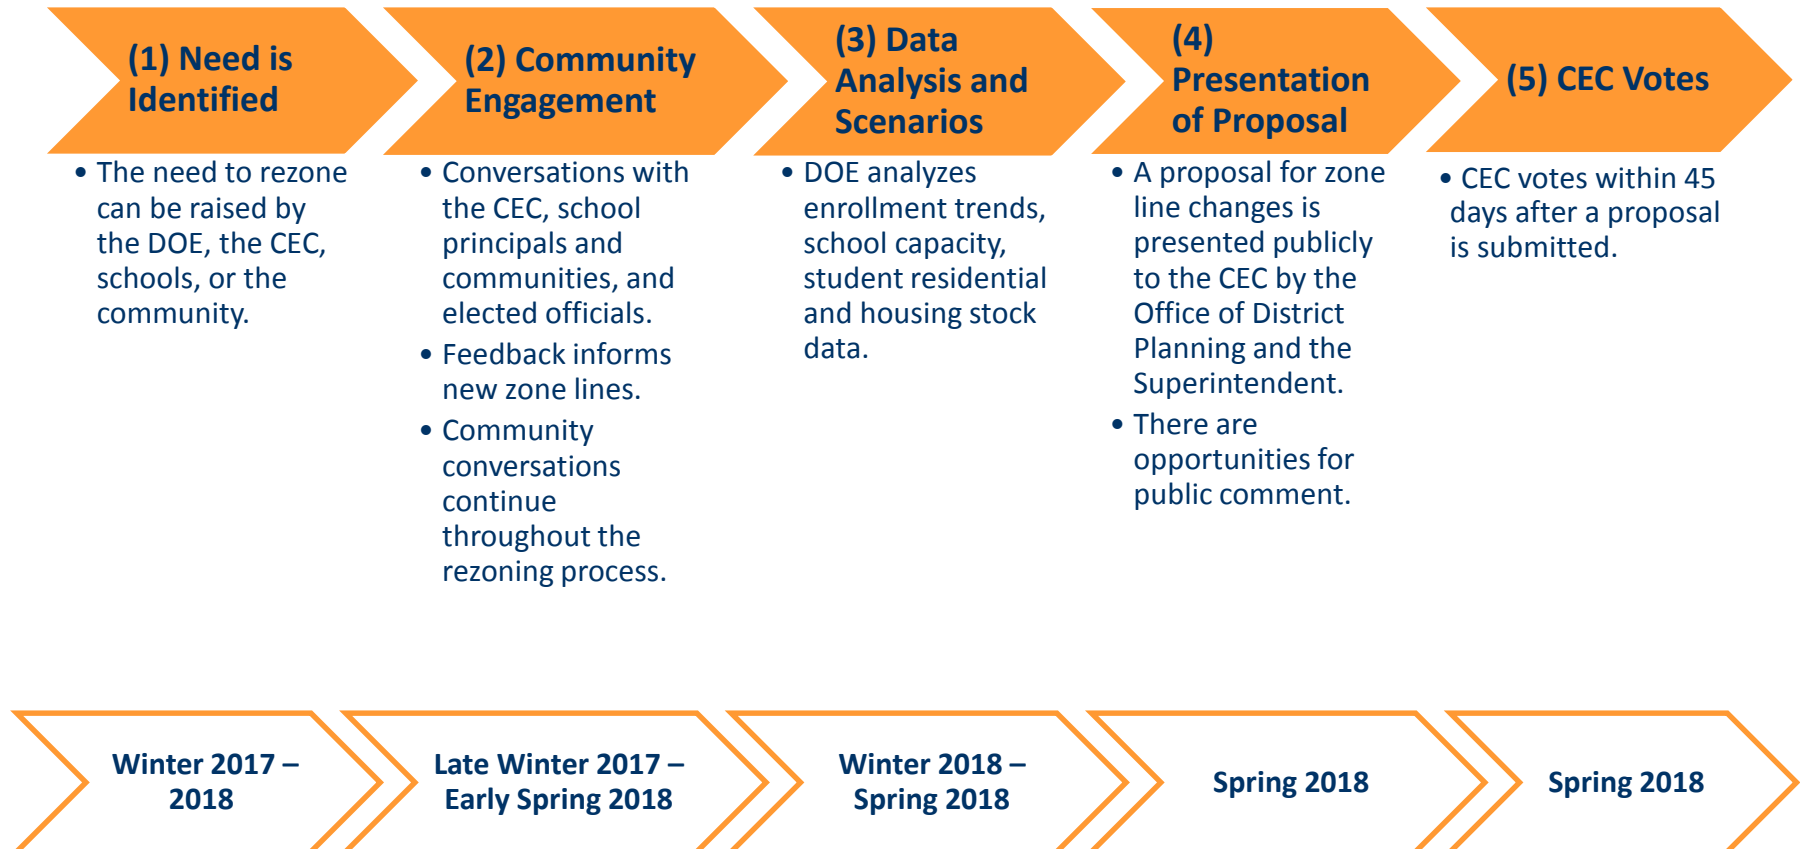 (1) Need is
Identified
• The need to rezone
can be raised by
the DOE, the CEC,
schools, or the
community.
(2) Community
Engagement
• Conversations with
the CEC, school
principals and
communities, and
elected officials.
• Feedback informs
new zone lines.
• Community
conversations
continue
throughout the
rezoning process.
(3) Data
Analysis and
Scenarios
• DOE analyzes
enrollment trends,
school capacity,
student residential
and housing stock
data.
(4)
Presentation
of Proposal
• A proposal for zone
line changes is
presented publicly
to the CEC by the
Office of District
Planning and the
Superintendent.
• There are
opportunities for
public comment.
(5) CEC Votes
• CEC votes within 45
days after a proposal
is submitted.
Winter 2017 –
2018
Late Winter 2017 –
Early Spring 2018
Winter 2018 –
Spring 2018
Spring 2018
Spring 2018